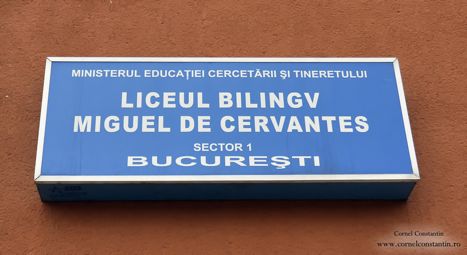 MINISTERUL EDUCAŢIEI CERCETĂRII ŞI TINERETULUI
LICEUL BILINGV
MIGUEL DE CERVANTES
SECTOR 1
BUCUREŞTI
Cornel Constantin
www.cornelconstantin.ro